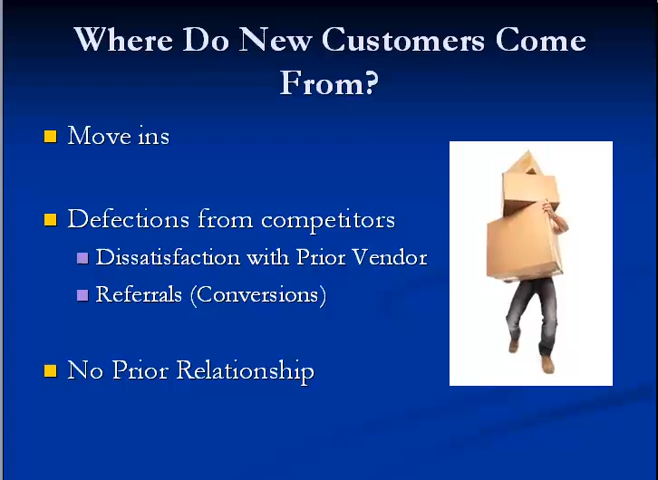 Where Do New Customers Come
From?
Move ins
Defections from competitors
Dissatisfaction with Prior Vendor
Referrals (Conversions)
No Prior Relationship